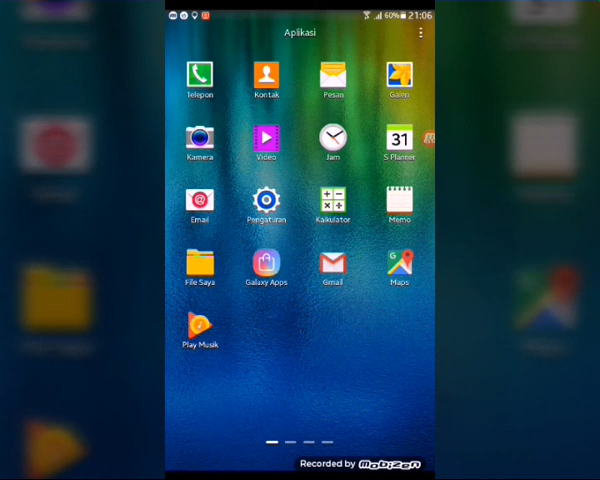 60% 21:06
Aplikasi
Telepon Kontak Pesan Galeri
31
Kamera Video Jam S Planner
Email Pengaturan Kalkulator Memo
G
File Saya Galaxy Apps Gmail Maps
Play Musik
Recorded by mobizen